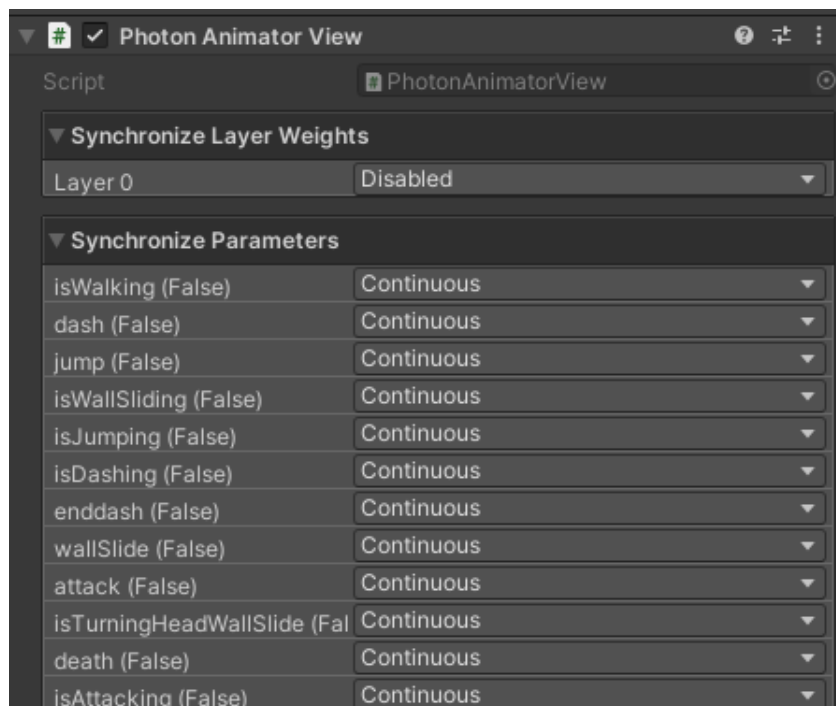 Photon Animator View
Script PhotonAnimatorView
Synchronize Layer Weights
Layer 0 Disabled
Synchronize Parameters
isWalking (False) Continuous
dash (False) Continuous
jump (False) Continuous
isWallSliding (False) Continuous
isJumping (False) Continuous
isDashing (False) Continuous
enddash (False) Continuous
wallSlide (False) Continuous
attack (False) Continuous
isTurningHeadWallSlide (Fal Continuous
death (False) Continuous
isAttacking (False) Continuous